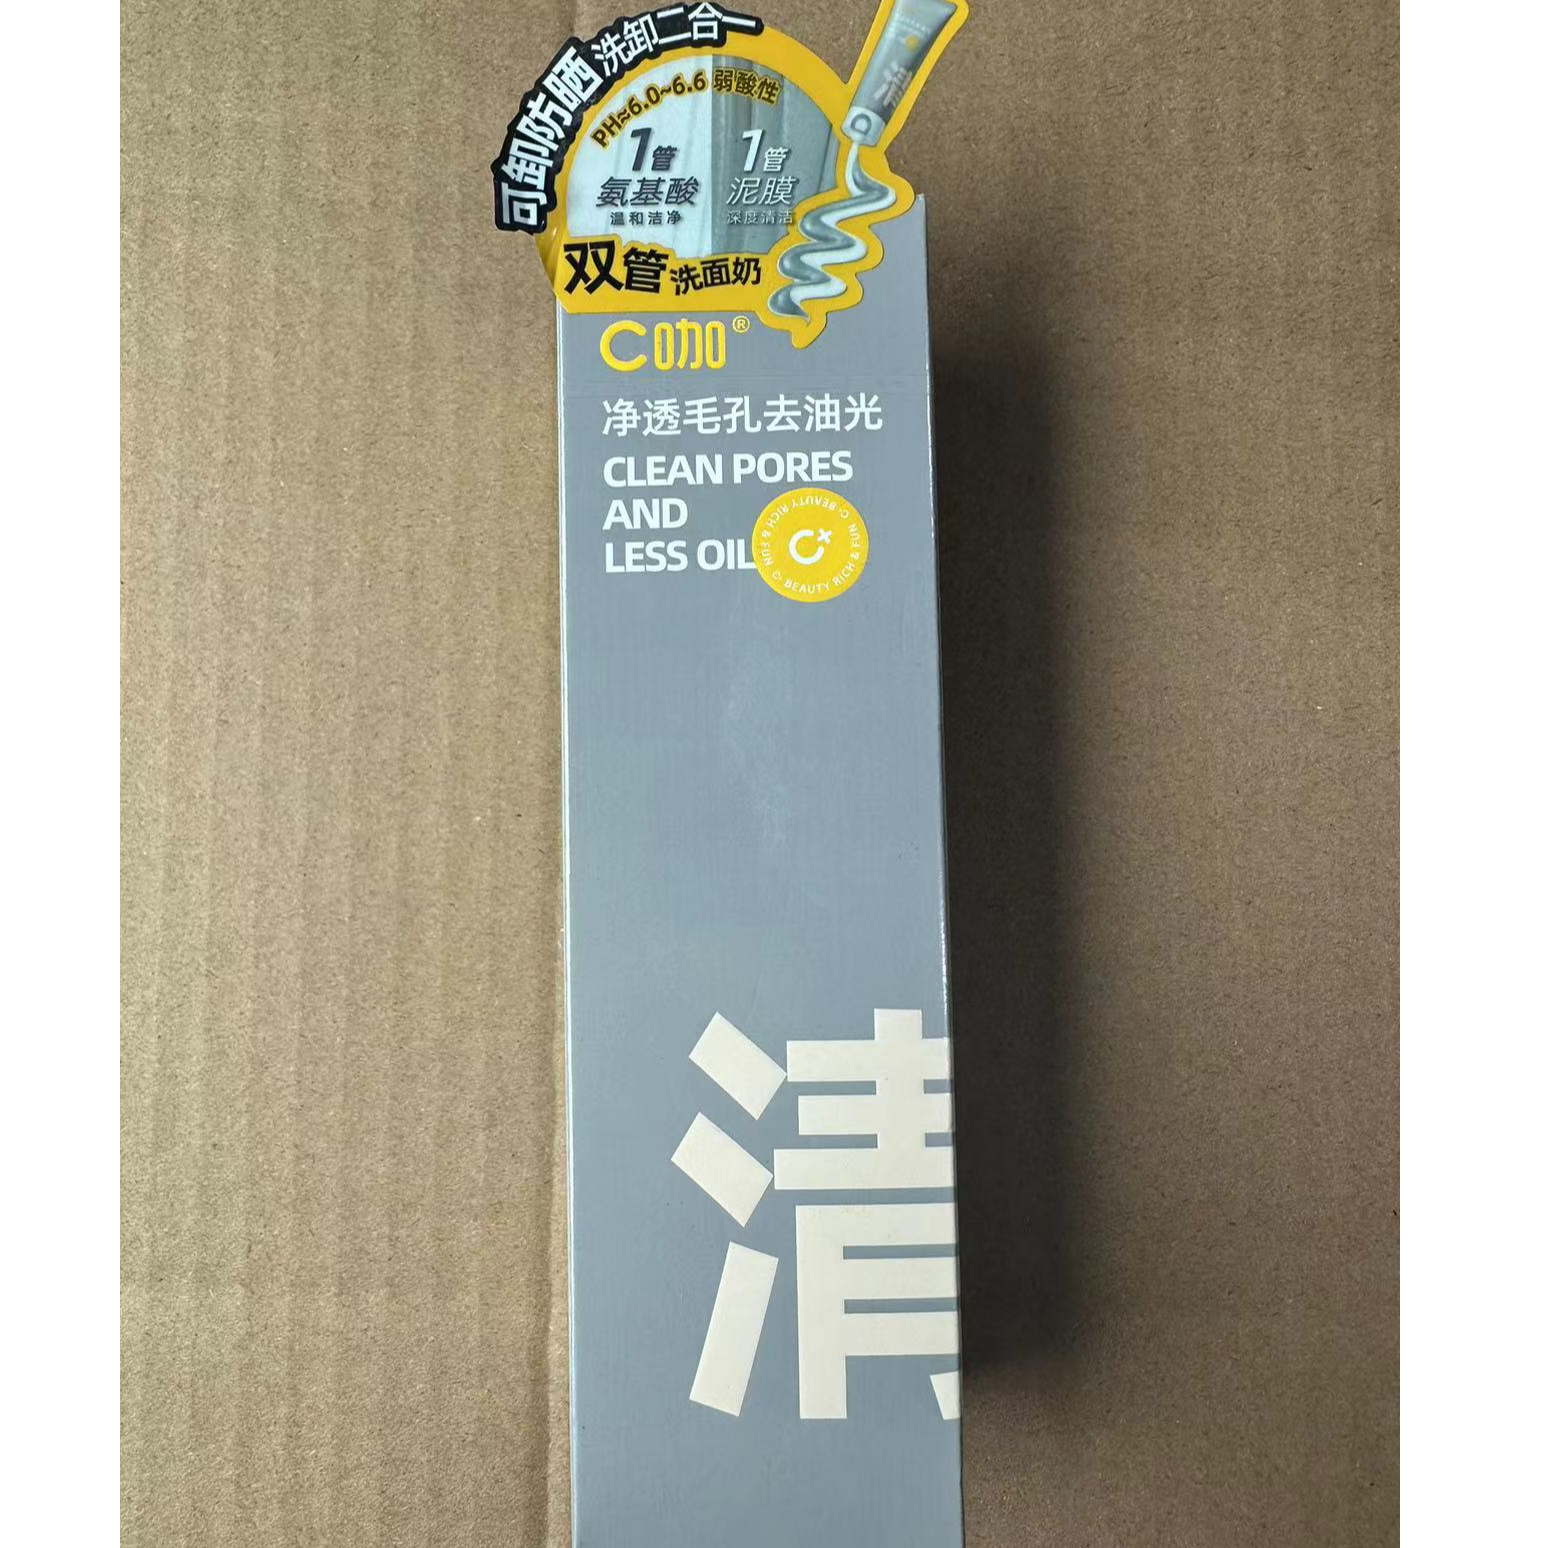 可卸防晒 洗卸二合一
PH≈6.0~6.6 弱酸性
1管 1管
氨基酸 泥膜
温和洁净 深度清洁
双管洗面奶
C咖®
净透毛孔去油光
CLEAN PORES
AND
LESS OIL
C+
C- BEAUTY RICH & FUN C- BEAUTY RICH & FUN
清